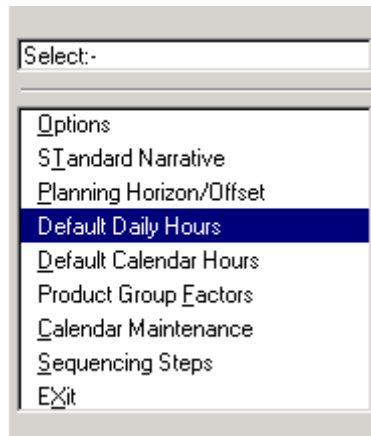 Select:-
Options
STandard Narrative
Planning Horizon/Offset
Default Daily Hours
Default Calendar Hours
Product Group Factors
Calendar Maintenance
Sequencing Steps
EXit